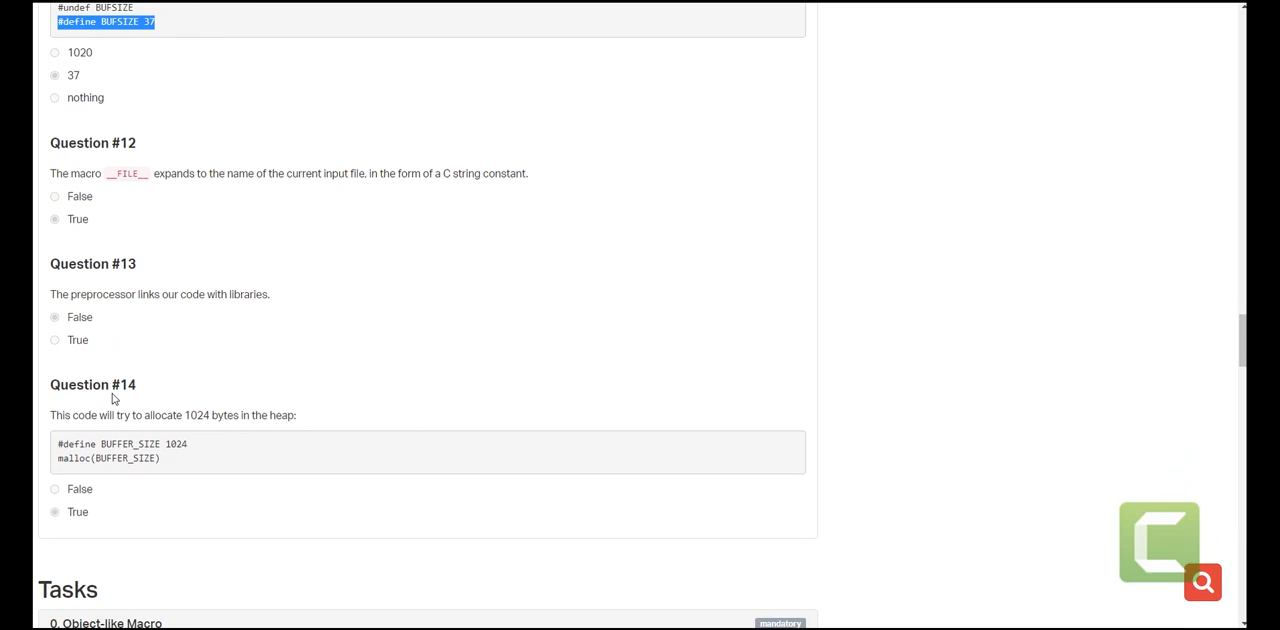 #undef BUFSIZE
#define BUFSIZE 37
1020
37
nothing
Question #12
The macro __FILE__ expands to the name of the current input file, in the form of a C string constant.
False
True
Question #13
The preprocessor links our code with libraries.
False
True
Question #14
This code will try to allocate 1024 bytes in the heap:
#define BUFFER_SIZE 1024
malloc(BUFFER_SIZE)
False
True
Tasks
0. Object-like Macro
mandatory